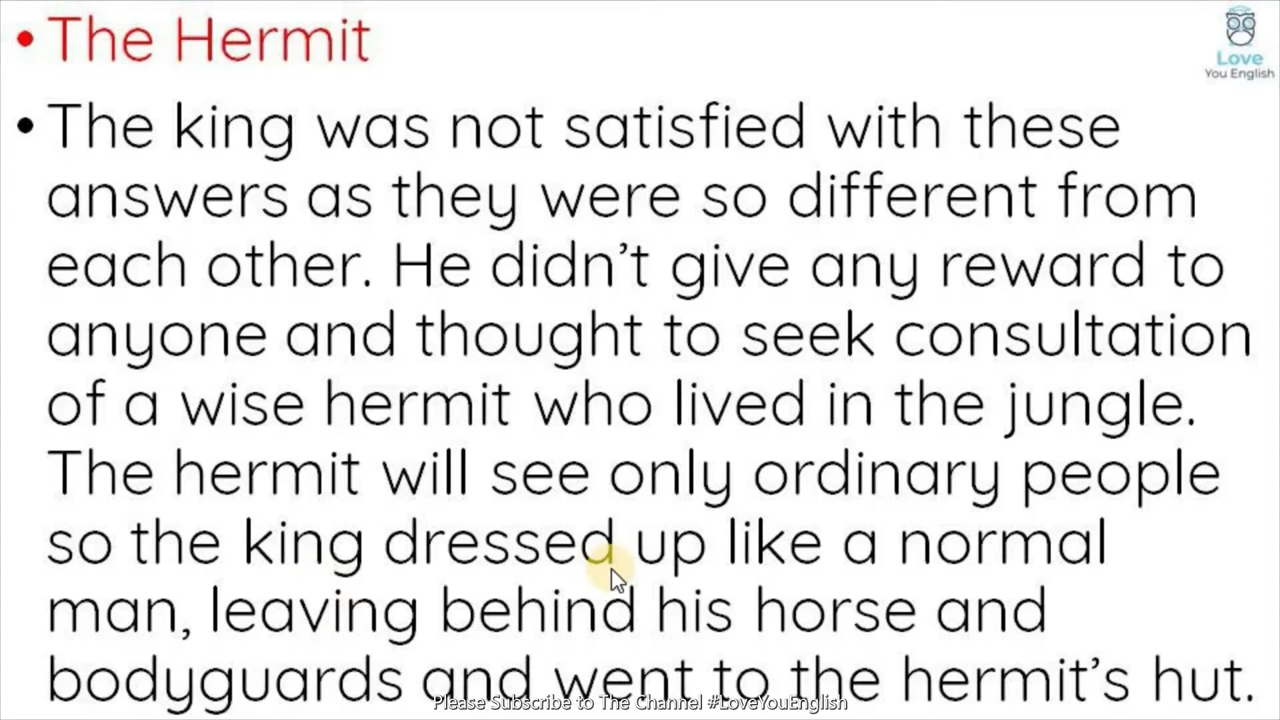 • The Hermit
Love
You English
• The king was not satisfied with these
answers as they were so different from
each other. He didn't give any reward to
anyone and thought to seek consultation
of a wise hermit who lived in the jungle.
The hermit will see only ordinary people
so the king dressed up like a normal
man, leaving behind his horse and
bodyguards and went to the hermit's hut.
Please Subscribe to The Channel #LoveYouEnglish